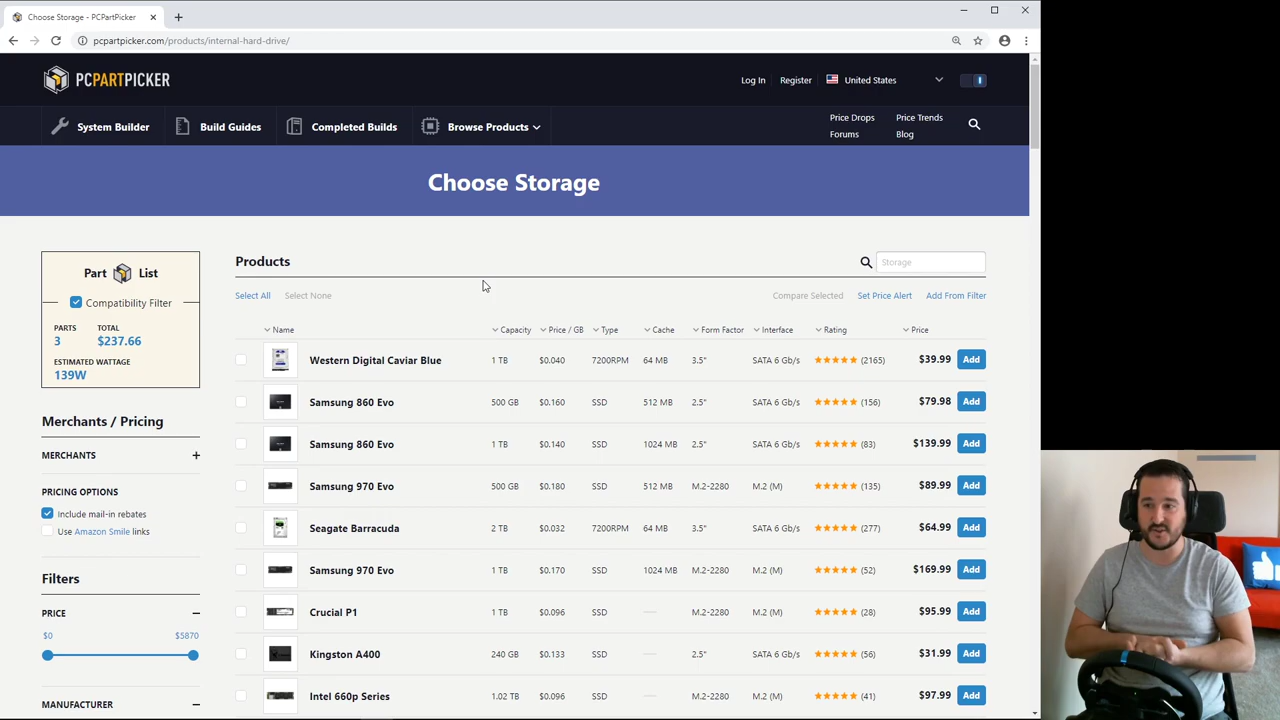 Choose Storage - PCPartPicker
pcpartpicker.com/products/internal-hard-drive/
PCPARTPICKER
Log In Register United States
System Builder Build Guides Completed Builds Browse Products
Price Drops Price Trends
Forums Blog
Choose Storage
Part List
Compatibility Filter
PARTS TOTAL
3 $237.66
ESTIMATED WATTAGE
139W
Merchants / Pricing
MERCHANTS +
PRICING OPTIONS
Include mail-in rebates
Use Amazon Smile links
Filters
PRICE
$0 $5870
MANUFACTURER
Products Storage
Select All Select None Compare Selected Set Price Alert Add From Filter
Name Capacity Price / GB Type Cache Form Factor Interface Rating Price
Western Digital Caviar Blue 1 TB $0.040 7200RPM 64 MB 3.5" SATA 6 Gb/s (2165) $39.99 Add
Samsung 860 Evo 500 GB $0.160 SSD 512 MB 2.5" SATA 6 Gb/s (156) $79.98 Add
Samsung 860 Evo 1 TB $0.140 SSD 1024 MB 2.5" SATA 6 Gb/s (83) $139.99 Add
Samsung 970 Evo 500 GB $0.180 SSD 512 MB M.2-2280 M.2 (M) (135) $89.99 Add
Seagate Barracuda 2 TB $0.032 7200RPM 64 MB 3.5" SATA 6 Gb/s (277) $64.99 Add
Samsung 970 Evo 1 TB $0.170 SSD 1024 MB M.2-2280 M.2 (M) (52) $169.99 Add
Crucial P1 1 TB $0.096 SSD M.2-2280 M.2 (M) (28) $95.99 Add
Kingston A400 240 GB $0.133 SSD 2.5" SATA 6 Gb/s (56) $31.99 Add
Intel 660p Series 1.02 TB $0.096 SSD M.2-2280 M.2 (M) (41) $97.99 Add